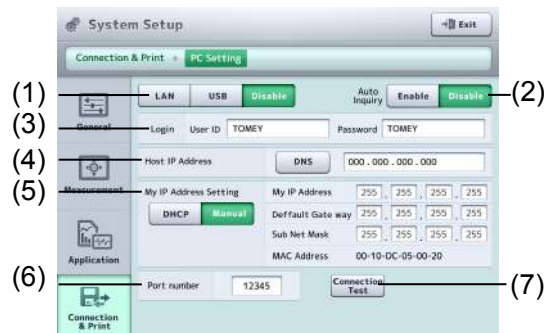 System Setup
Exit
Connection & Print
PC Setting
(1)
LAN USB Disable
Auto Inquiry
Enable Disable
(2)
General
(3)
Login User ID TOMEY Password TOMEY
(4)
Host IP Address DNS 000.000.000.000
Measurement
(5)
My IP Address Setting
DHCP Manual
My IP Address 255 . 255 . 255 . 255
Deffault Gate way 255 . 255 . 255 . 255
Sub Net Mask 255 . 255 . 255 . 255
MAC Address 00-10-DC-05-00-20
Application
(6)
Port number 12345
Connection Test
(7)
Connection & Print